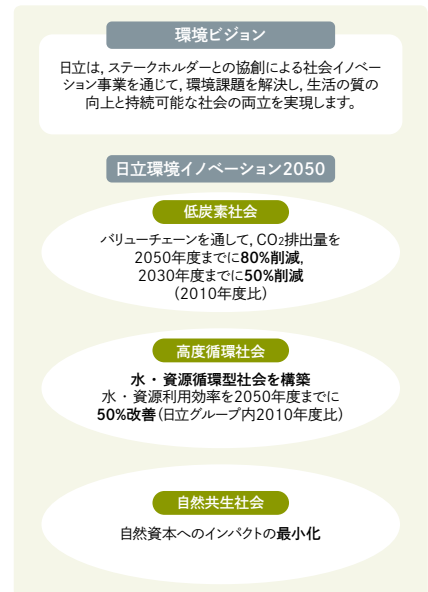 環境ビジョン
日立は，ステークホルダーとの協創による社会イノベー
ション事業を通じて，環境課題を解決し，生活の質の
向上と持続可能な社会の両立を実現します。
日立環境イノベーション2050
低炭素社会
バリューチェーンを通して，CO₂排出量を
2050年度までに80%削減，
2030年度までに50%削減
（2010年度比）
高度循環社会
水・資源循環型社会を構築
水・資源利用効率を2050年度までに
50%改善（日立グループ内2010年度比）
自然共生社会
自然資本へのインパクトの最小化